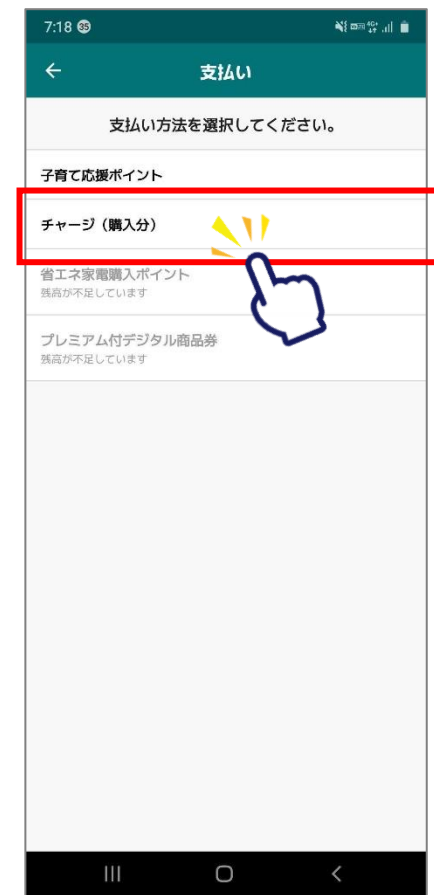 7:18 35
支払い
支払い方法を選択してください。
子育て応援ポイント
チャージ（購入分）
省エネ家電購入ポイント
残高が不足しています
プレミアム付デジタル商品券
残高が不足しています